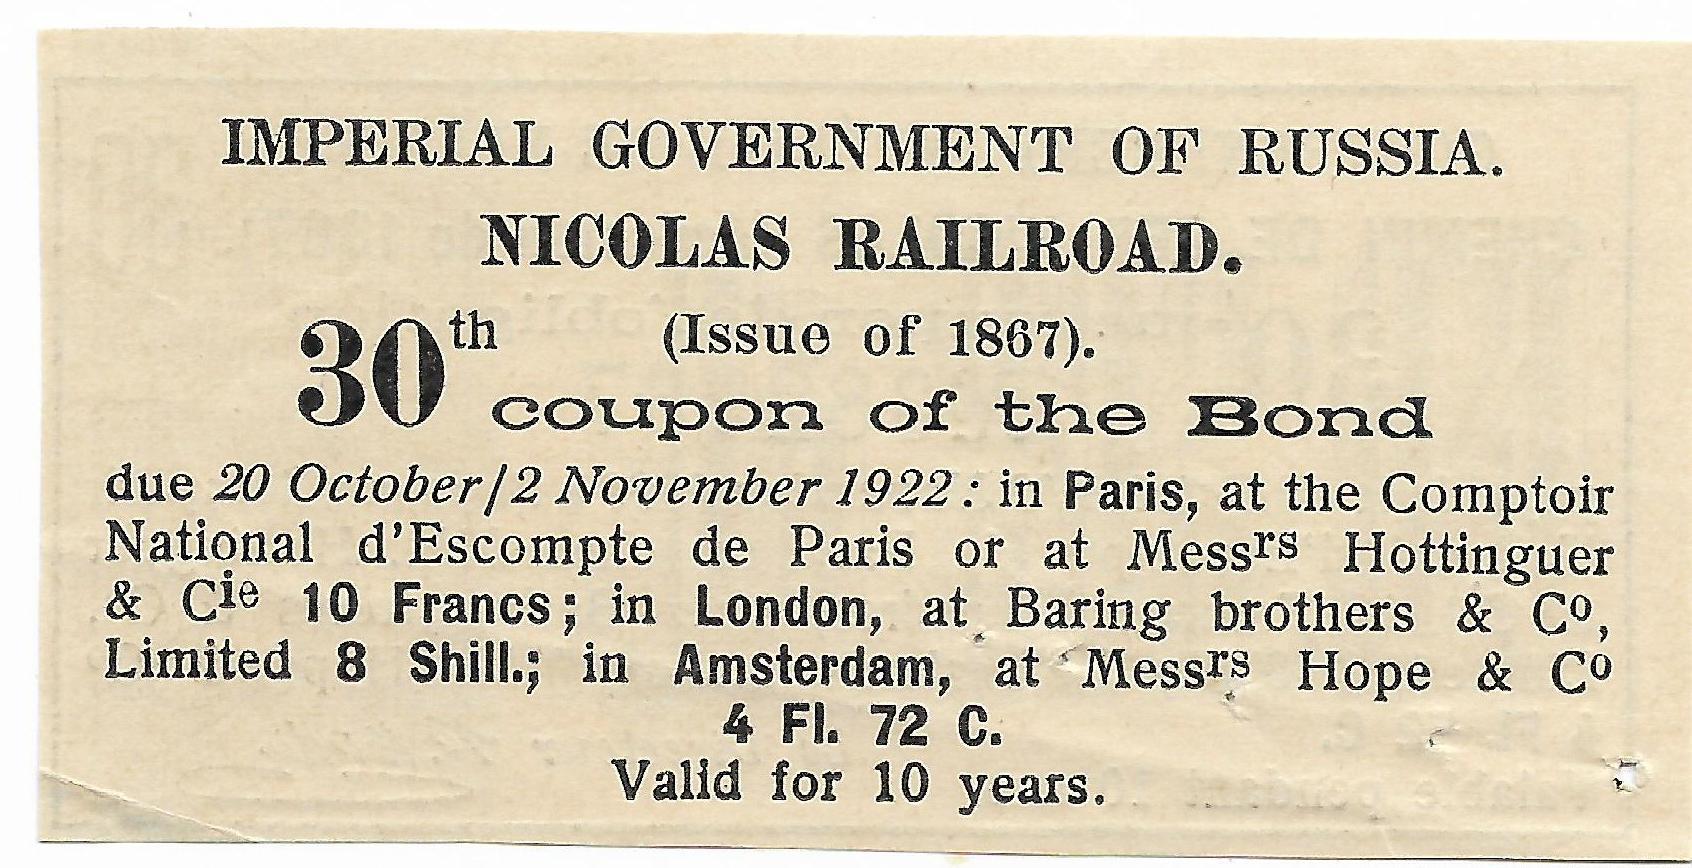 IMPERIAL GOVERNMENT OF RUSSIA.
NICOLAS RAILROAD.
30th (Issue of 1867).
coupon of the Bond
due 20 October/2 November 1922: in Paris, at the Comptoir
National d'Escompte de Paris or at Messrs Hottinguer
& Cie 10 Francs; in London, at Baring brothers & Co,
Limited 8 Shill.; in Amsterdam, at Messrs Hope & Co
4 Fl. 72 C.
Valid for 10 years.